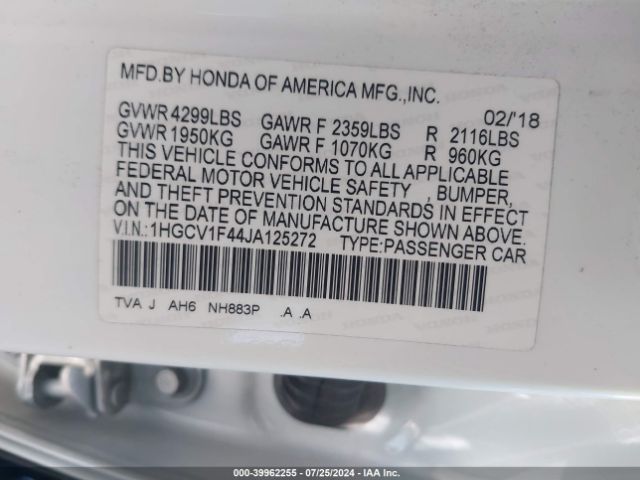 MFD.BY HONDA OF AMERICA MFG.,INC.
02/'18
GVWR 4299LBS GAWR F 2359LBS R 2116LBS
GVWR 1950KG GAWR F 1070KG R 960KG
THIS VEHICLE CONFORMS TO ALL APPLICABLE
FEDERAL MOTOR VEHICLE SAFETY , BUMPER,
AND THEFT PREVENTION STANDARDS IN EFFECT
ON THE DATE OF MANUFACTURE SHOWN ABOVE.
V.I.N.:1HGCV1F44JA125272 TYPE:PASSENGER CAR
TVA J AH6 NH883P .A .A
000-39962255 - 07/25/2024 - IAA Inc.